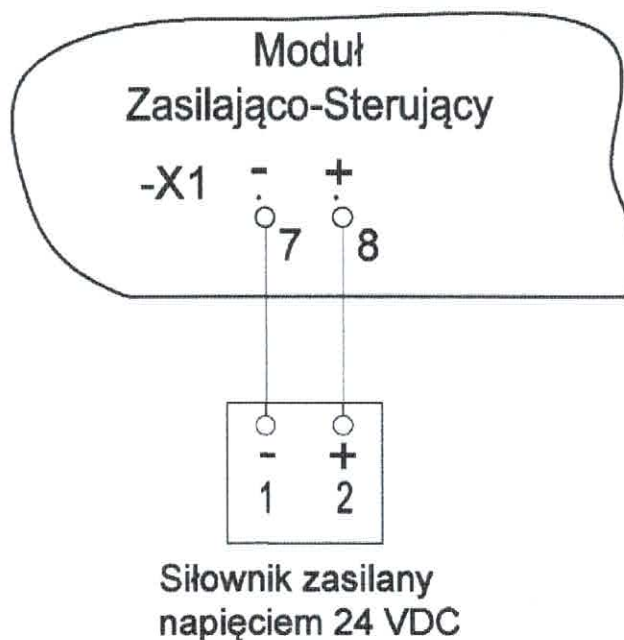 Moduł
Zasilająco-Sterujący
-X1 - +
7 8
- +
1 2
Siłownik zasilany
napięciem 24 VDC